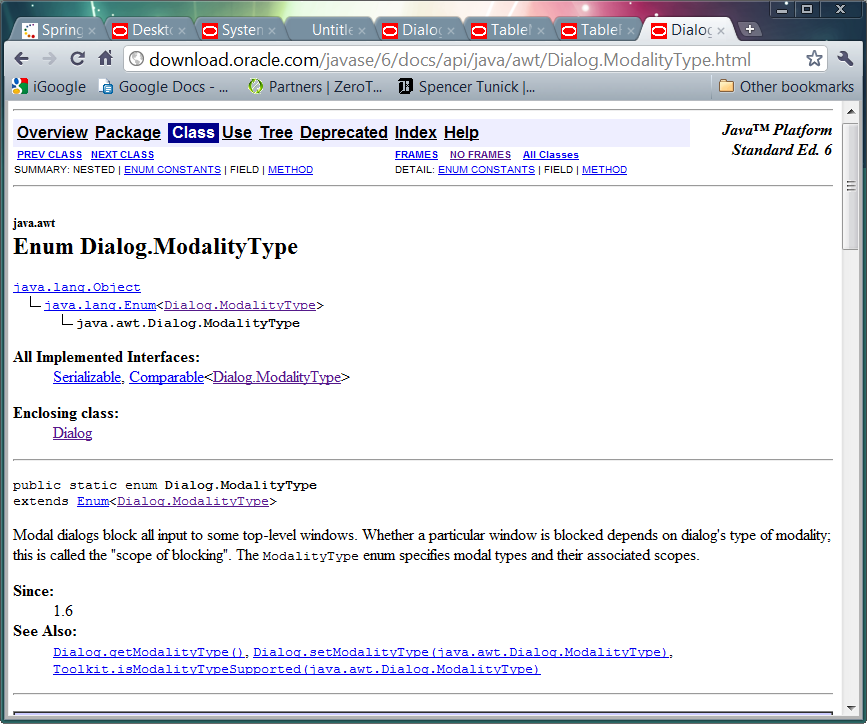 Spring
Deskt
System
Untitle
Dialog
Tablel
Tablel
Dialog
download.oracle.com/javase/6/docs/api/java/awt/Dialog.ModalityType.html
iGoogle Google Docs - ... Partners | ZeroT... Spencer Tunick |... Other bookmarks
Overview Package Class Use Tree Deprecated Index Help
Java™ Platform
Standard Ed. 6
PREV CLASS NEXT CLASS FRAMES NO FRAMES All Classes
SUMMARY: NESTED | ENUM CONSTANTS | FIELD | METHOD DETAIL: ENUM CONSTANTS | FIELD | METHOD
java.awt
Enum Dialog.ModalityType
java.lang.Object
java.lang.Enum<Dialog.ModalityType>
java.awt.Dialog.ModalityType
All Implemented Interfaces:
Serializable, Comparable<Dialog.ModalityType>
Enclosing class:
Dialog
public static enum Dialog.ModalityType
extends Enum<Dialog.ModalityType>
Modal dialogs block all input to some top-level windows. Whether a particular window is blocked depends on dialog's type of modality;
this is called the "scope of blocking". The ModalityType enum specifies modal types and their associated scopes.
Since:
1.6
See Also:
Dialog.getModalityType(), Dialog.setModalityType(java.awt.Dialog.ModalityType),
Toolkit.isModalityTypeSupported(java.awt.Dialog.ModalityType)